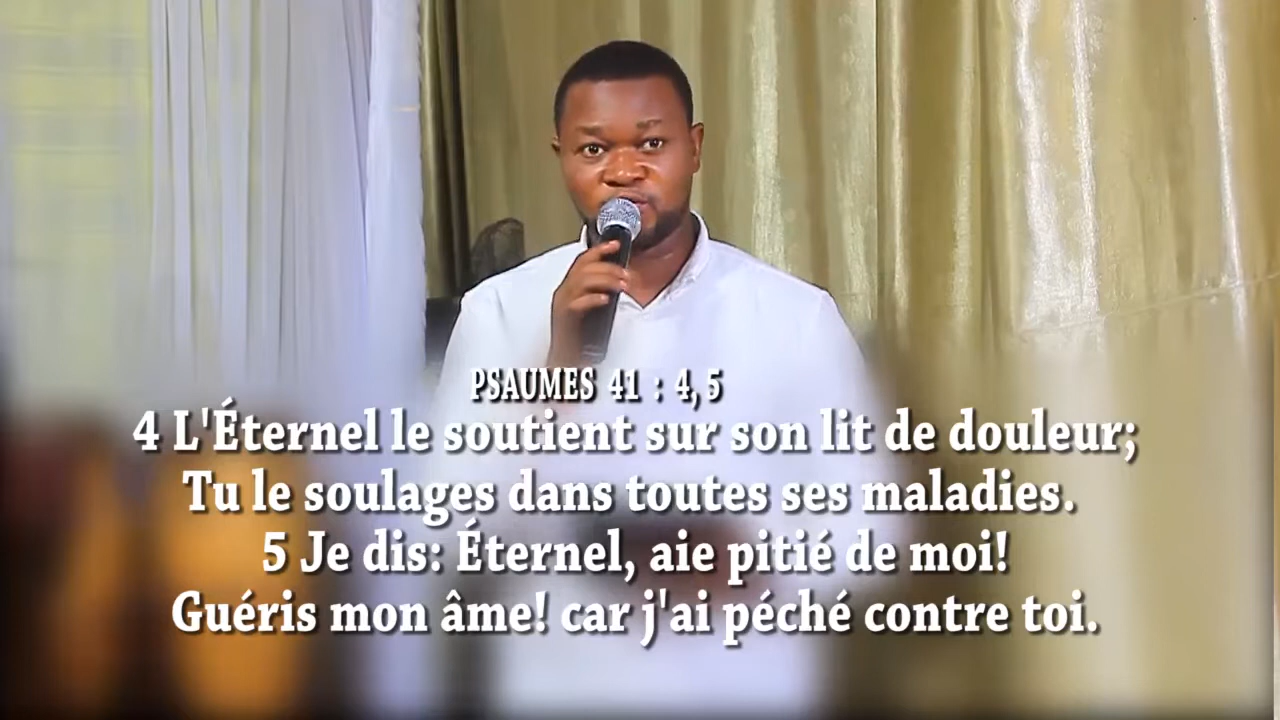 PSAUMES 41 : 4, 5
4 L'Éternel le soutient sur son lit de douleur;
Tu le soulages dans toutes ses maladies.
5 Je dis: Éternel, aie pitié de moi!
Guéris mon âme! car j'ai péché contre toi.